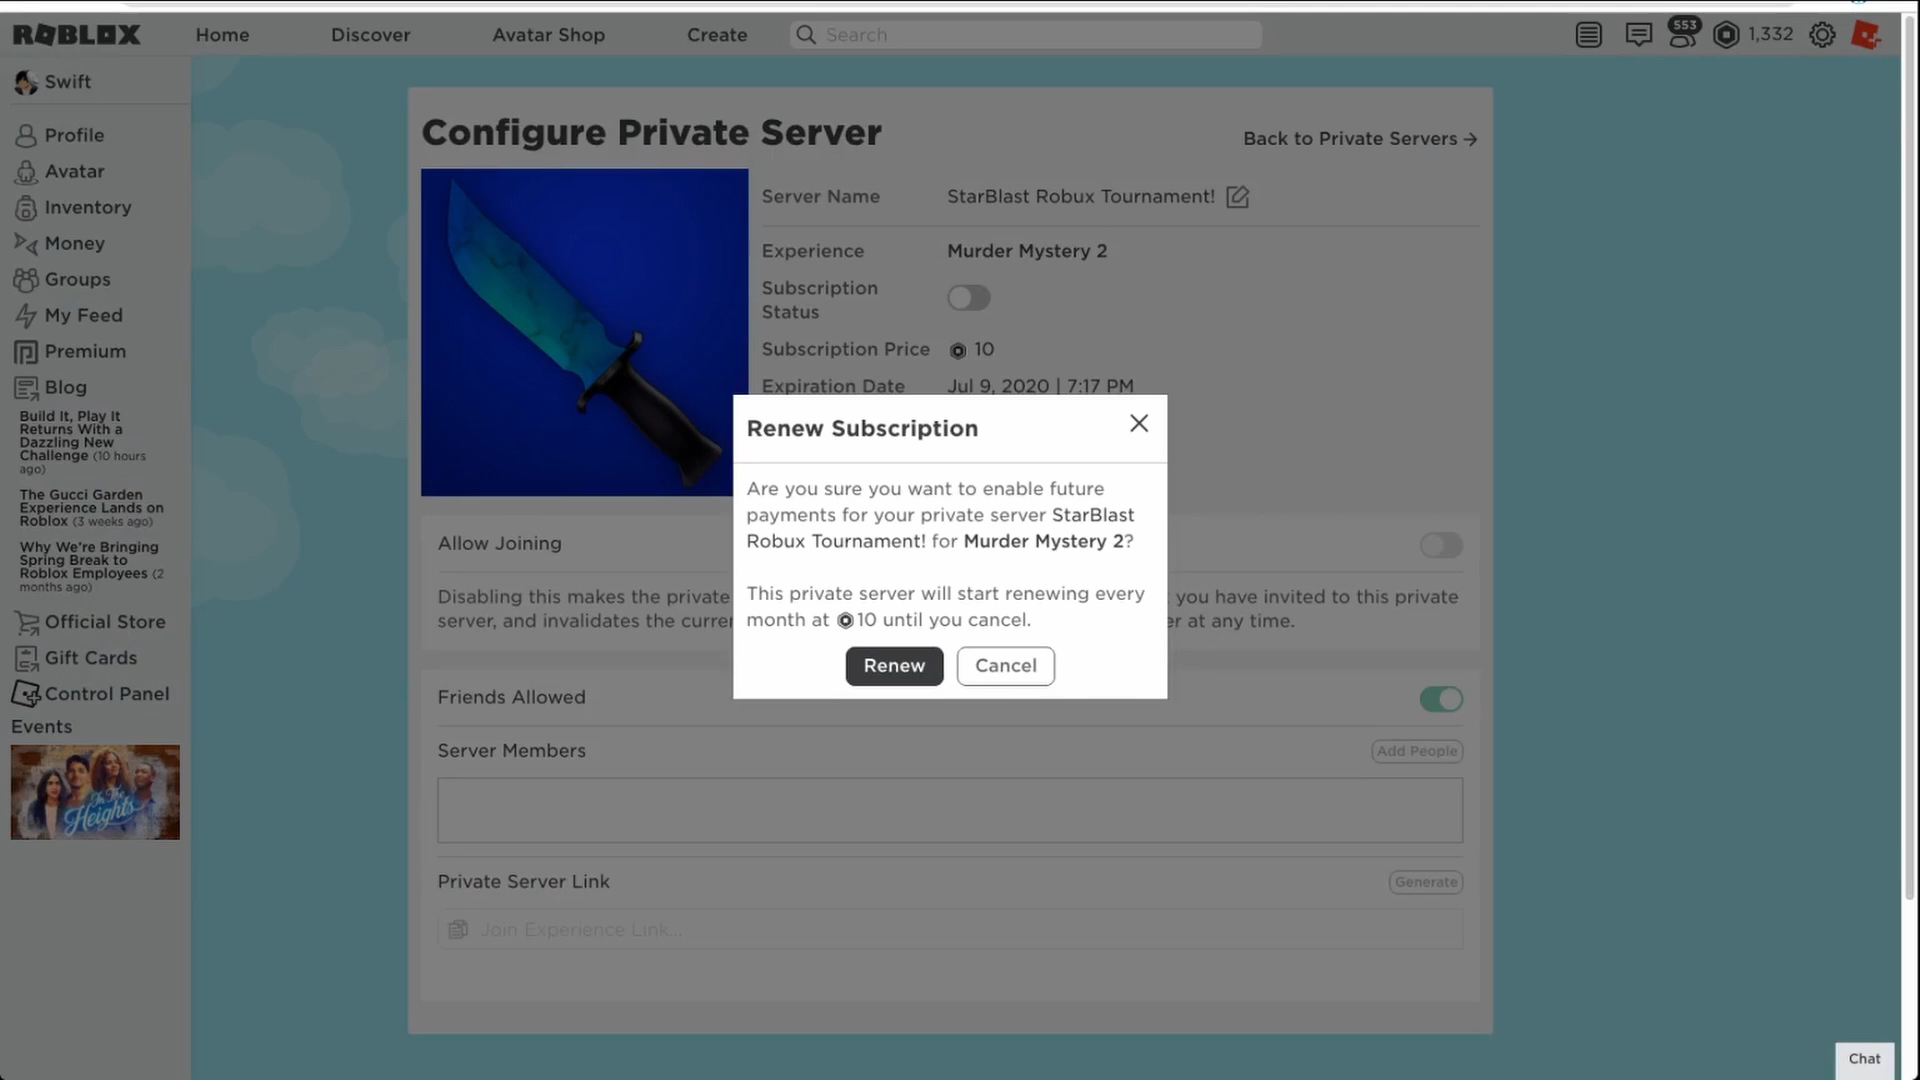 ROBLOX
Home
Discover
Avatar Shop
Create
Search
553
1,332
Swift
Profile
Avatar
Inventory
Money
Groups
My Feed
Premium
Blog
Build It, Play It
Returns With a
Dazzling New
Challenge (10 hours
ago)
The Gucci Garden
Experience Lands on
Roblox (3 weeks ago)
Why We're Bringing
Spring Break to
Roblox Employees (2
months ago)
Official Store
Gift Cards
Control Panel
Events
In The
Heights
Configure Private Server
Back to Private Servers →
Server Name
StarBlast Robux Tournament!
Experience
Murder Mystery 2
Subscription
Status
Subscription Price
10
Expiration Date
Jul 9, 2020 | 7:17 PM
Renew Subscription
Are you sure you want to enable future
payments for your private server StarBlast
Robux Tournament! for Murder Mystery 2?
This private server will start renewing every
month at 10 until you cancel.
Renew
Cancel
Allow Joining
Disabling this makes the private
you have invited to this private
server, and invalidates the
at any time.
Friends Allowed
Server Members
Add People
Private Server Link
Generate
Join Experience Link...
Chat